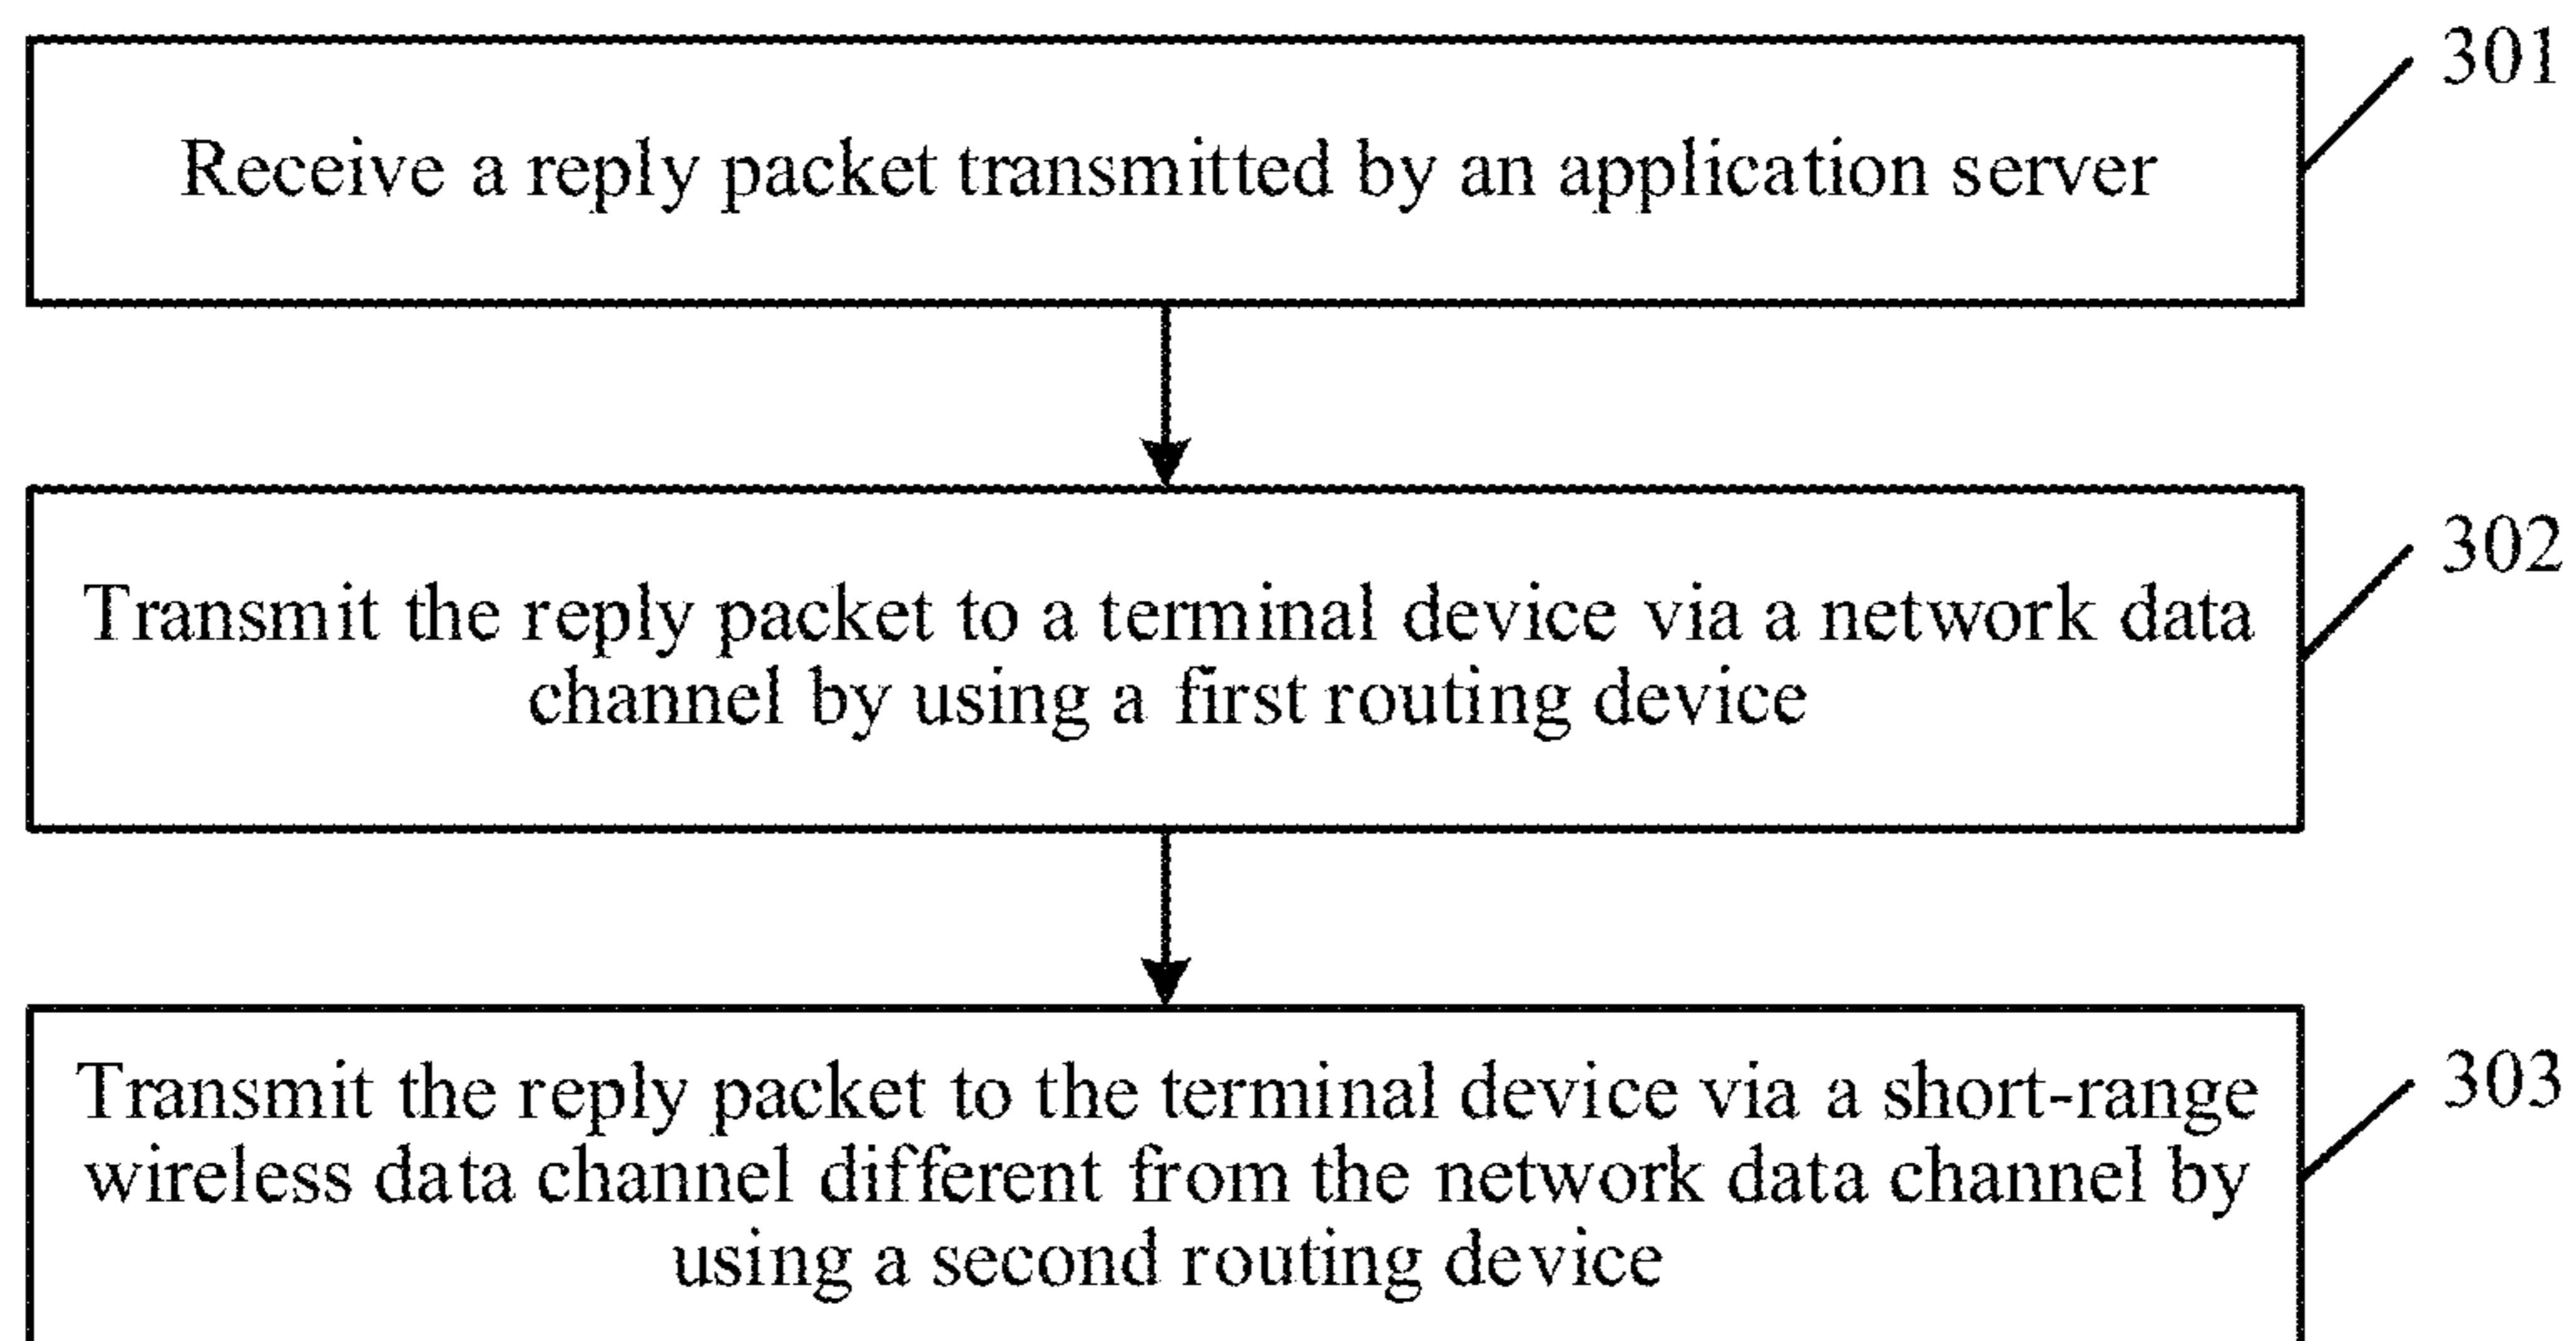 301
Receive a reply packet transmitted by an application server
302
Transmit the reply packet to a terminal device via a network data
channel by using a first routing device
303
Transmit the reply packet to the terminal device via a short-range
wireless data channel different from the network data channel by
using a second routing device